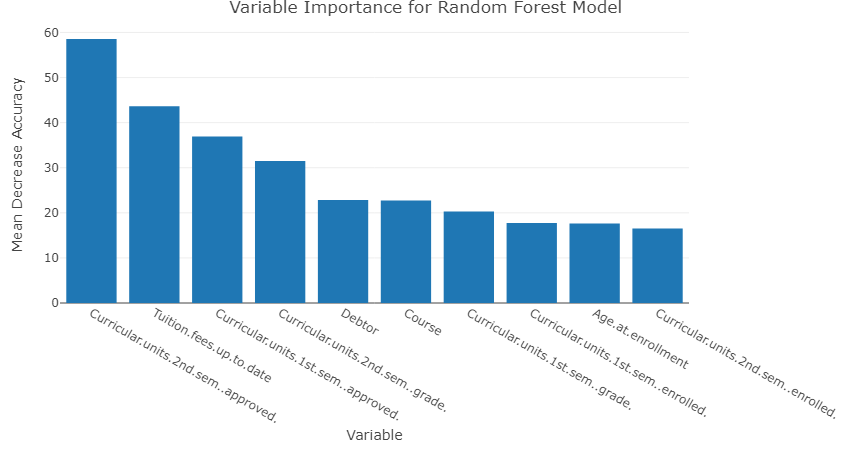 Variable Importance for Random Forest Model
Mean Decrease Accuracy
60
50
40
30
20
10
0
Curricular.units.2nd.sem..approved.
Tuition.fees.up.to.date
Curricular.units.1st.sem..approved.
Curricular.units.2nd.sem..grade.
Debtor
Course
Curricular.units.1st.sem..grade.
Curricular.units.1st.sem..enrolled.
Age.at.enrollment
Curricular.units.2nd.sem..enrolled.
Variable